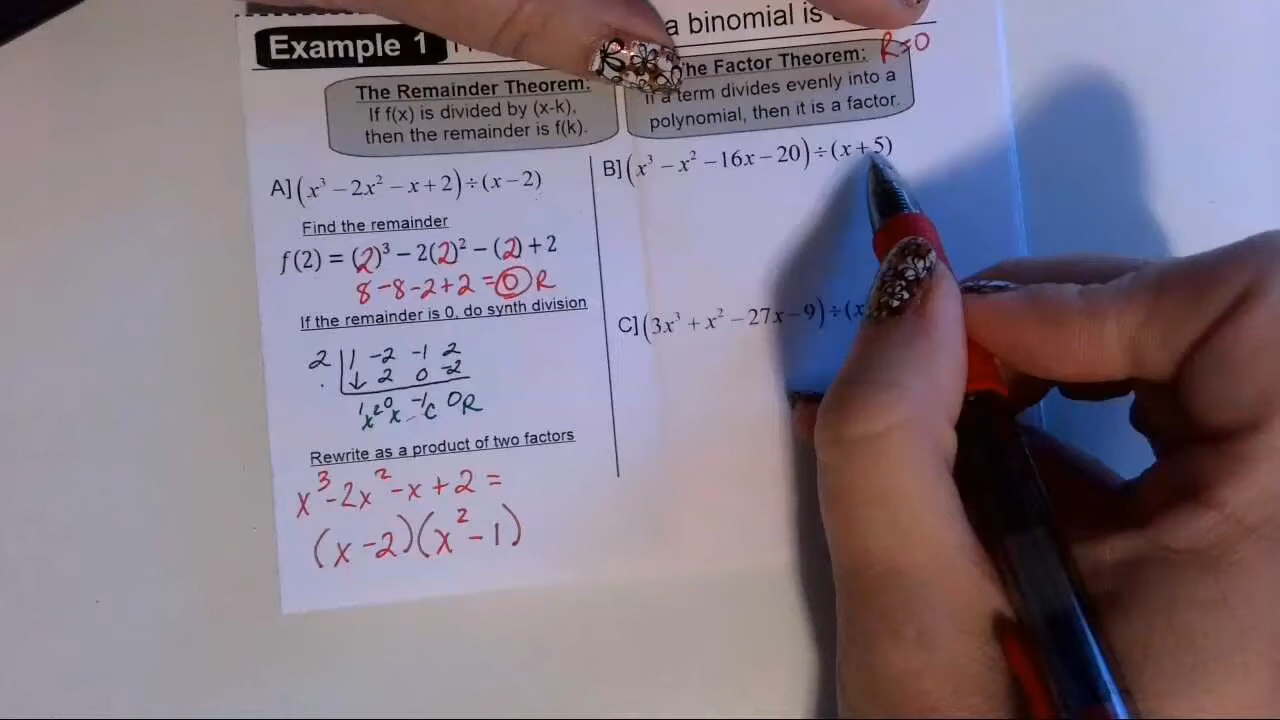 a binomial is
Example 1
The Remainder Theorem:
If f(x) is divided by (x-k),
then the remainder is f(k).
The Factor Theorem: R=0
If a term divides evenly into a
polynomial, then it is a factor.
A] (x³ − 2x² − x + 2) ÷ (x − 2)
Find the remainder
f(2) = (2)³ − 2(2)² − (2) + 2
8 − 8 − 2 + 2 = 0 R
If the remainder is 0, do synth division
2 | 1 −2 −1 2
↓ 2 0 −2
1x² 0x −1C 0R
Rewrite as a product of two factors
x³ − 2x² − x + 2 =
(x − 2)(x² − 1)
B] (x³ − x² − 16x − 20) ÷ (x + 5)
C] (3x³ + x² − 27x − 9) ÷ (x